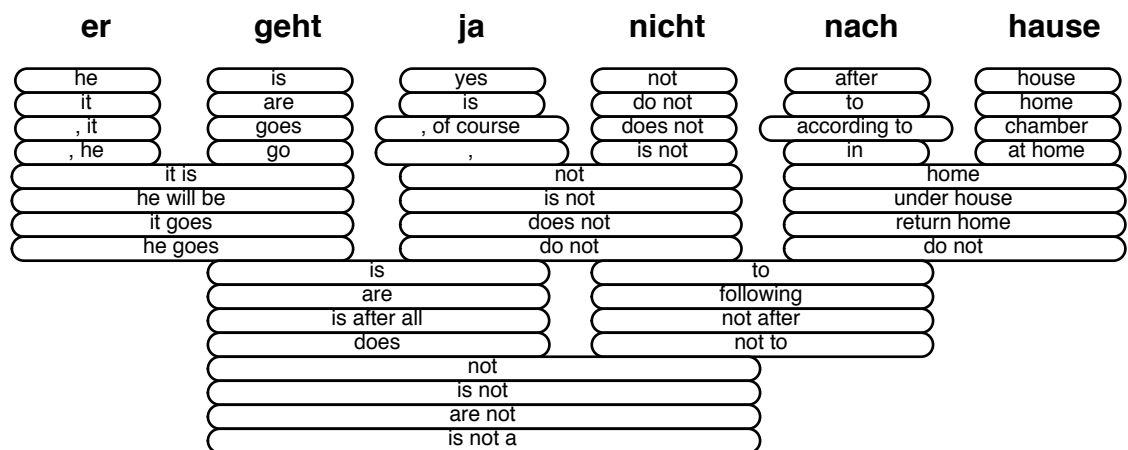 er geht ja nicht nach hause
he is yes not after house
it are is do not to home
, it goes , of course does not according to chamber
, he go , is not in at home
it is not home
he will be is not under house
it goes does not return home
he goes do not do not
is to
are following
is after all not after
does not to
not
is not
are not
is not a